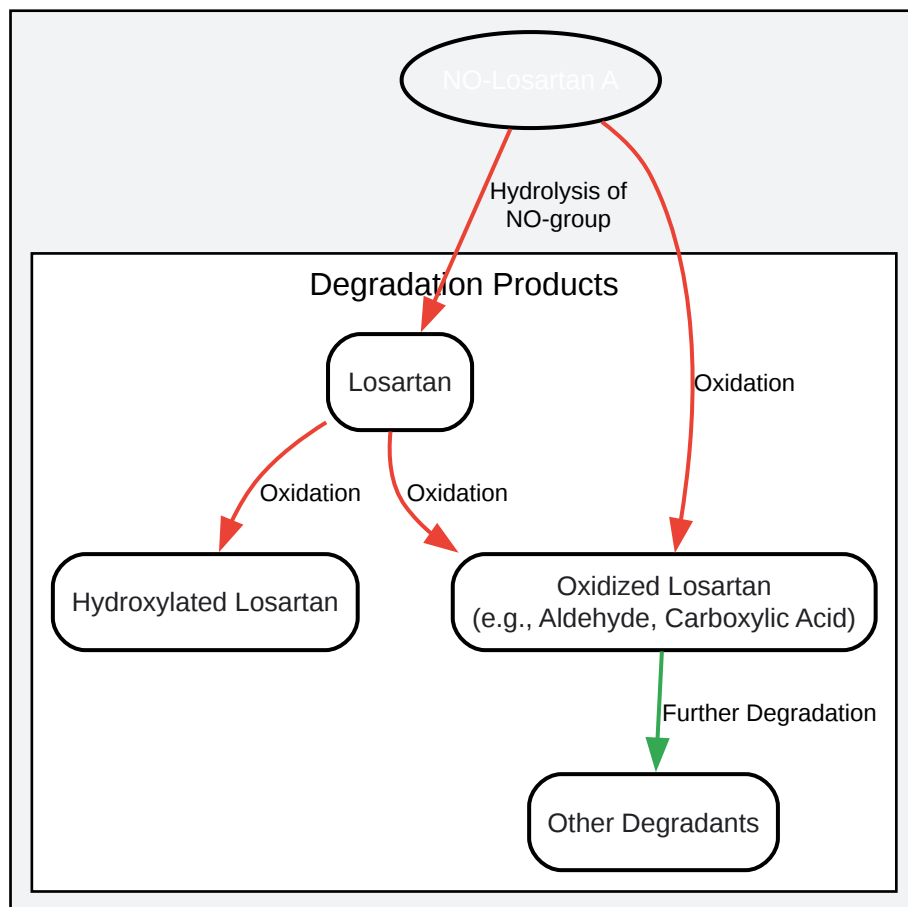 NO-Losartan A
Hydrolysis of
NO-group
Degradation Products
Losartan
Oxidation
Oxidation
Oxidation
Hydroxylated Losartan
Oxidized Losartan
(e.g., Aldehyde, Carboxylic Acid)
Further Degradation
Other Degradants